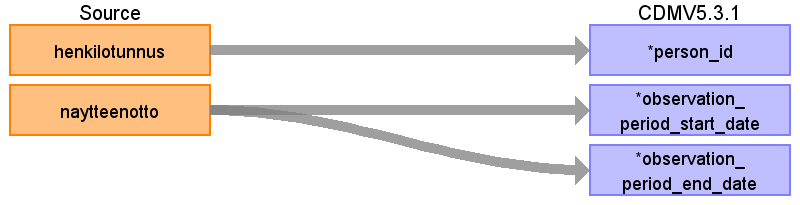 Source CDMV5.3.1
henkilotunnus *person_id
naytteenotto *observation_
period_start_date
*observation_
period_end_date